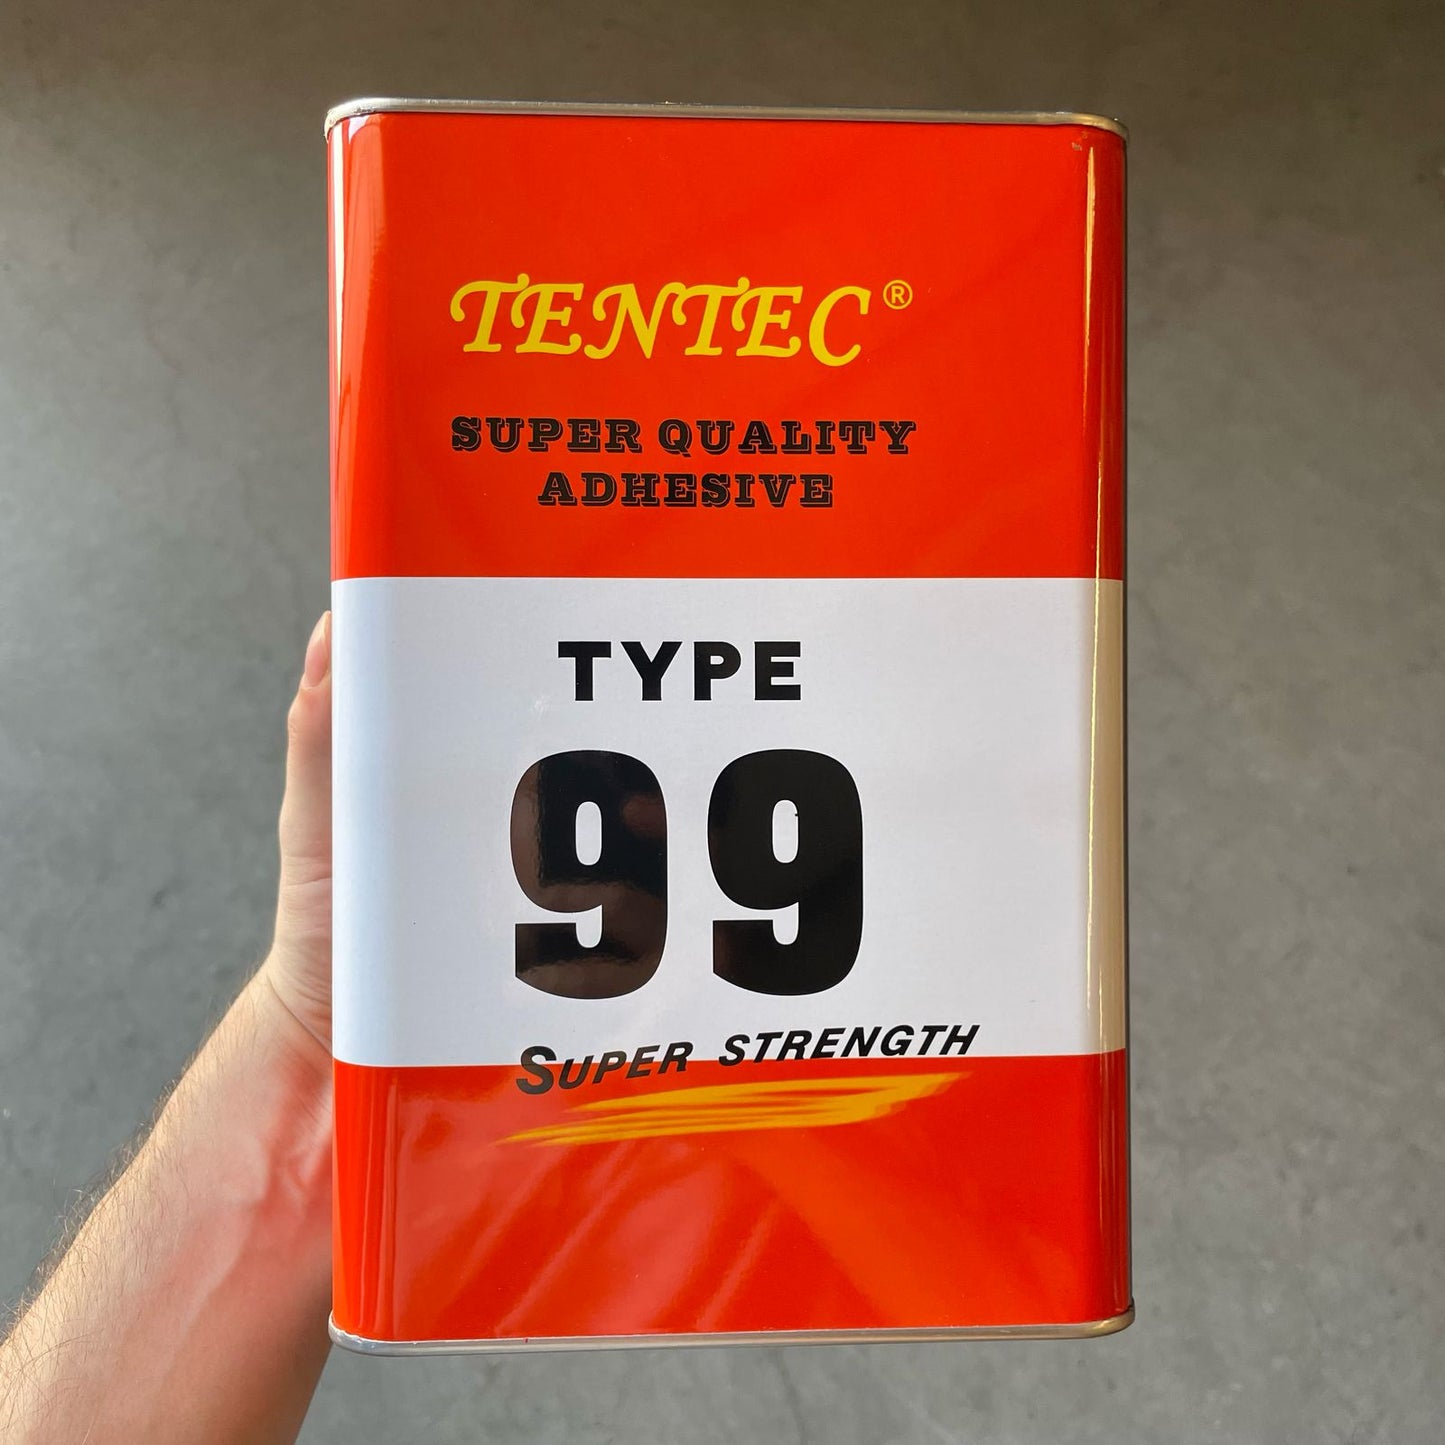 TENTEC®
SUPER QUALITY
ADHESIVE
TYPE
99
SUPER STRENGTH